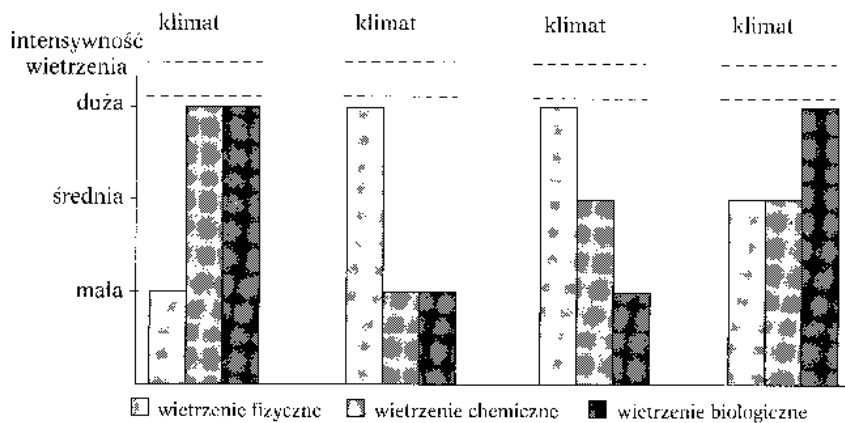 klimat klimat klimat klimat
intensywność
wietrzenia
duża
średnia
mała
wietrzenie fizyczne wietrzenie chemiczne wietrzenie biologiczne